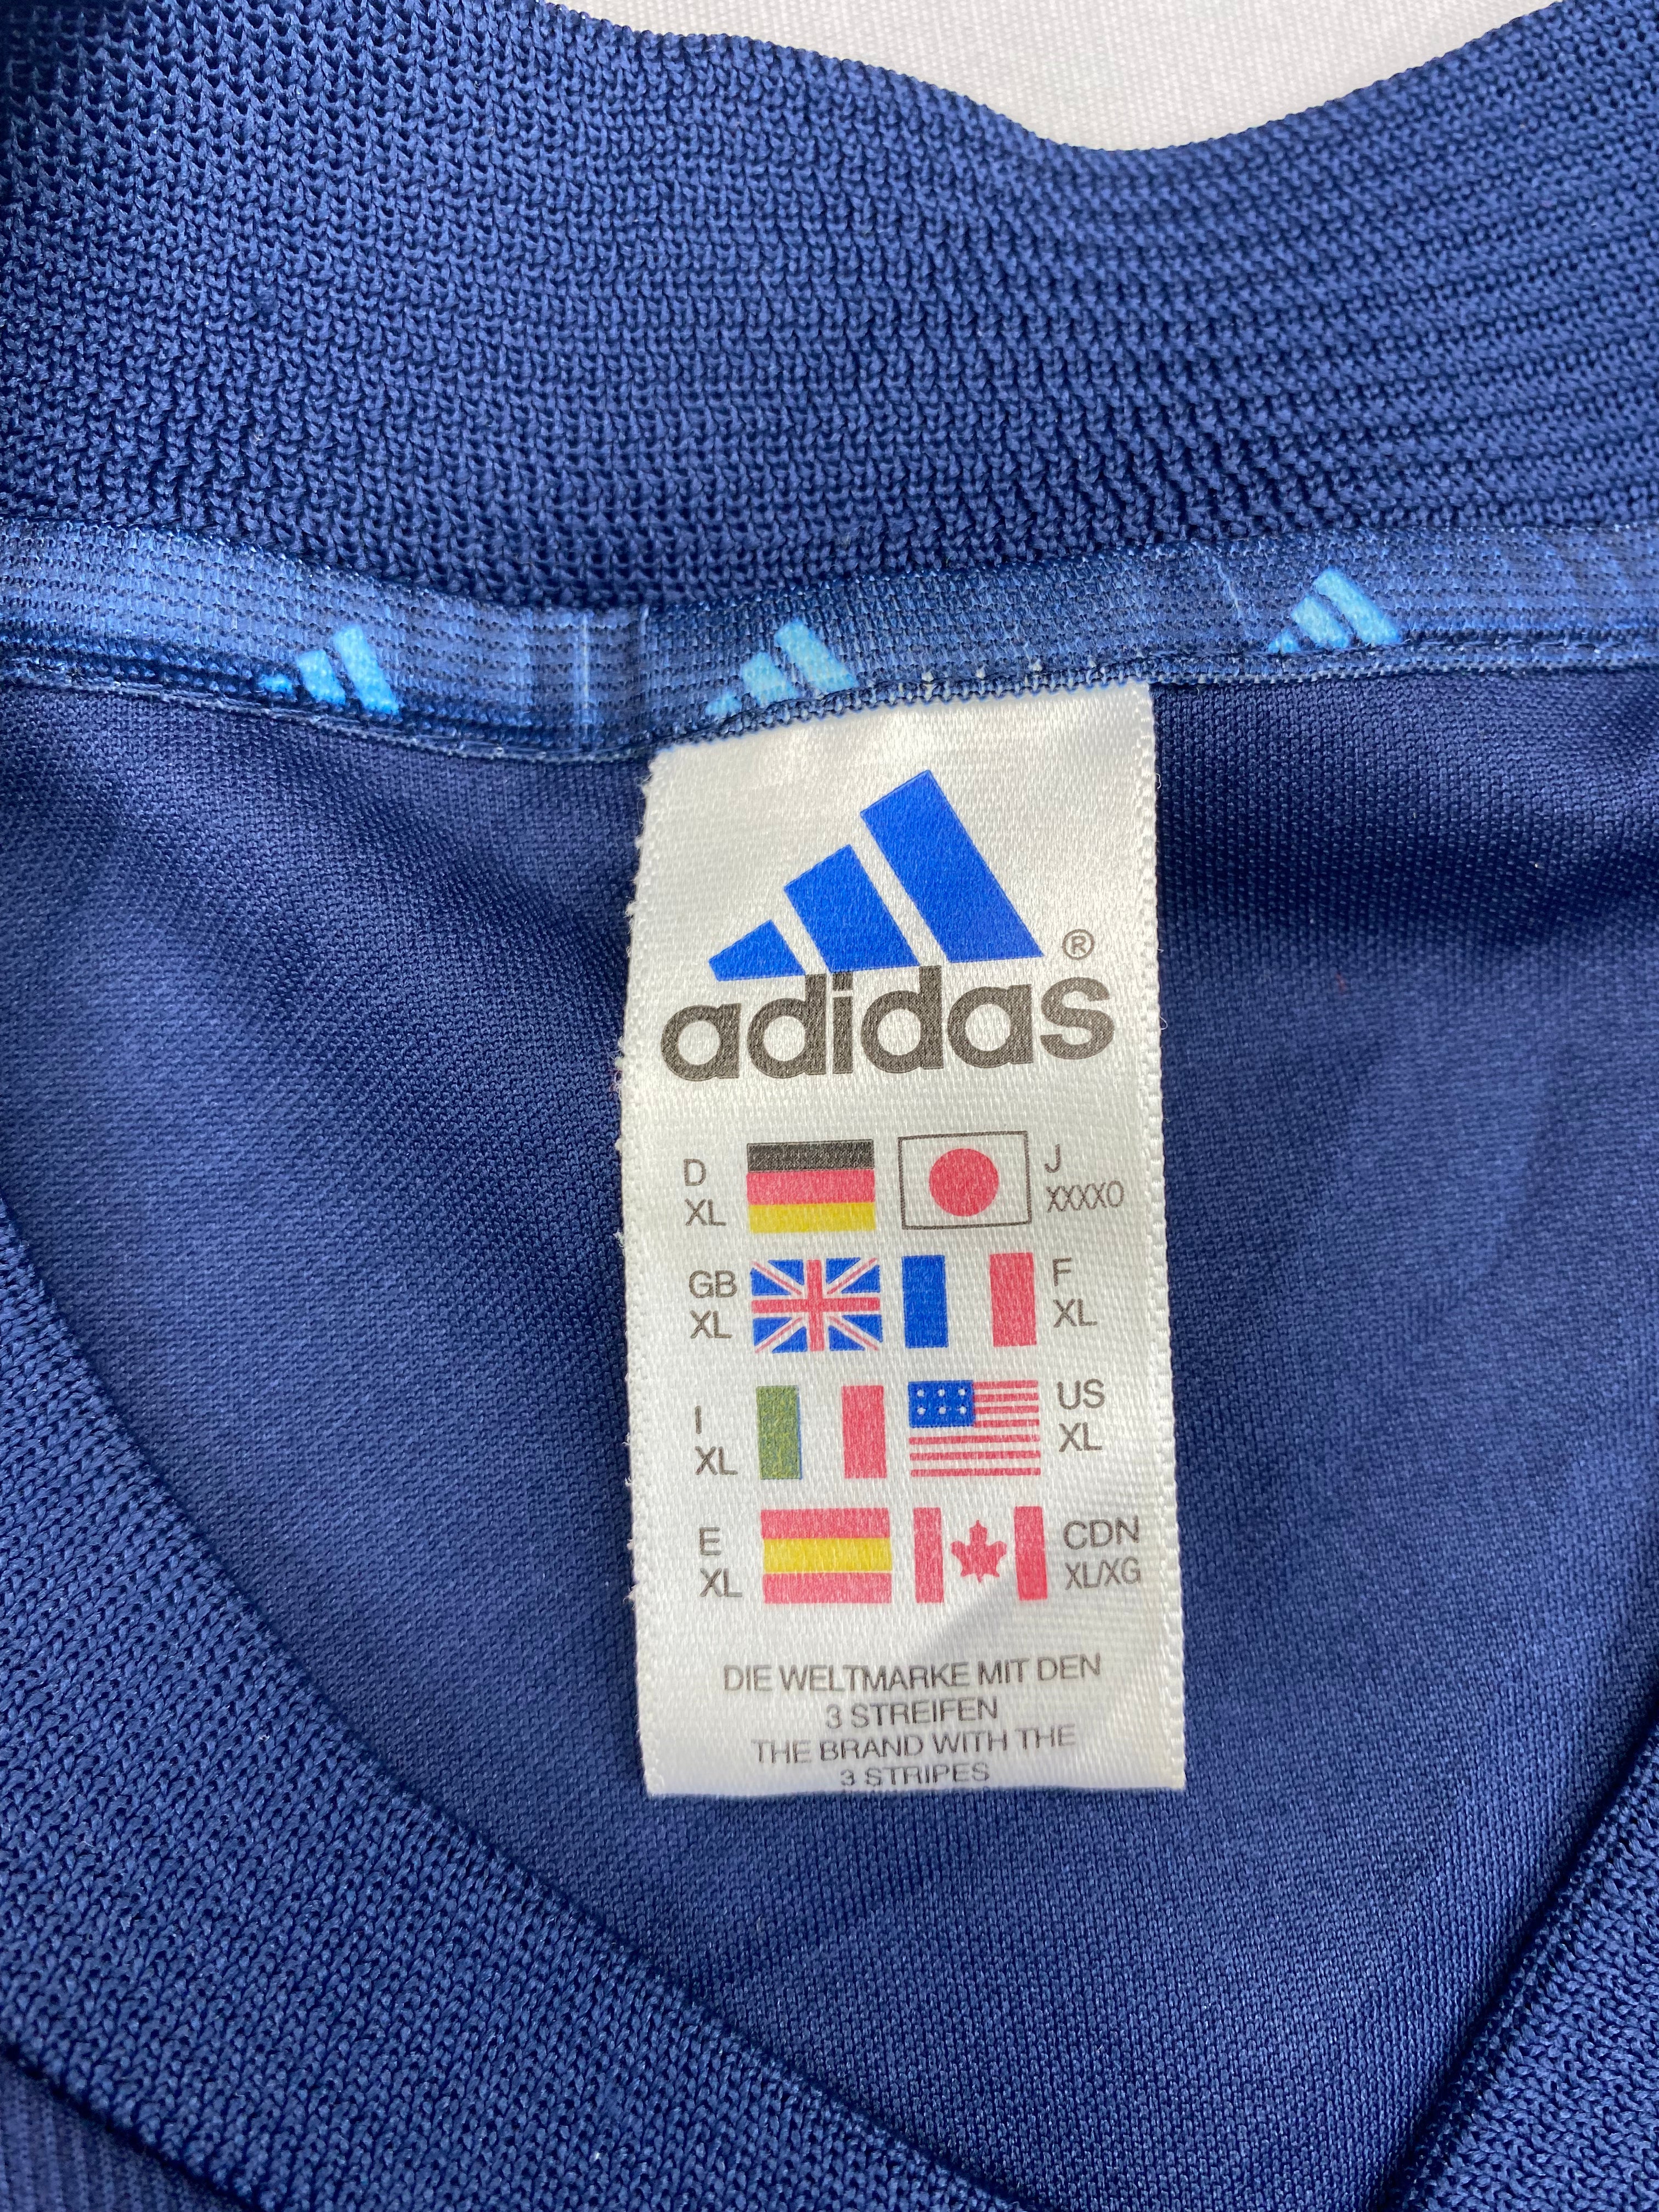 adidas®
D
XL
J
XXXXO
GB
XL
F
XL
I
XL
US
XL
E
XL
CDN
XL/XG
DIE WELTMARKE MIT DEN
3 STREIFEN
THE BRAND WITH THE
3 STRIPES